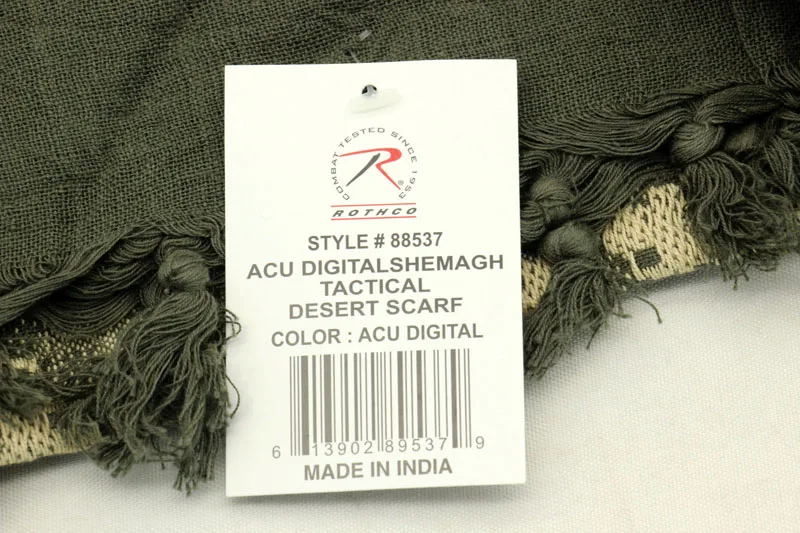 COMBAT TESTED SINCE 1953
R®
ROTHCO
STYLE # 88537
ACU DIGITALSHEMAGH
TACTICAL
DESERT SCARF
COLOR : ACU DIGITAL
6 13902 89537 9
MADE IN INDIA